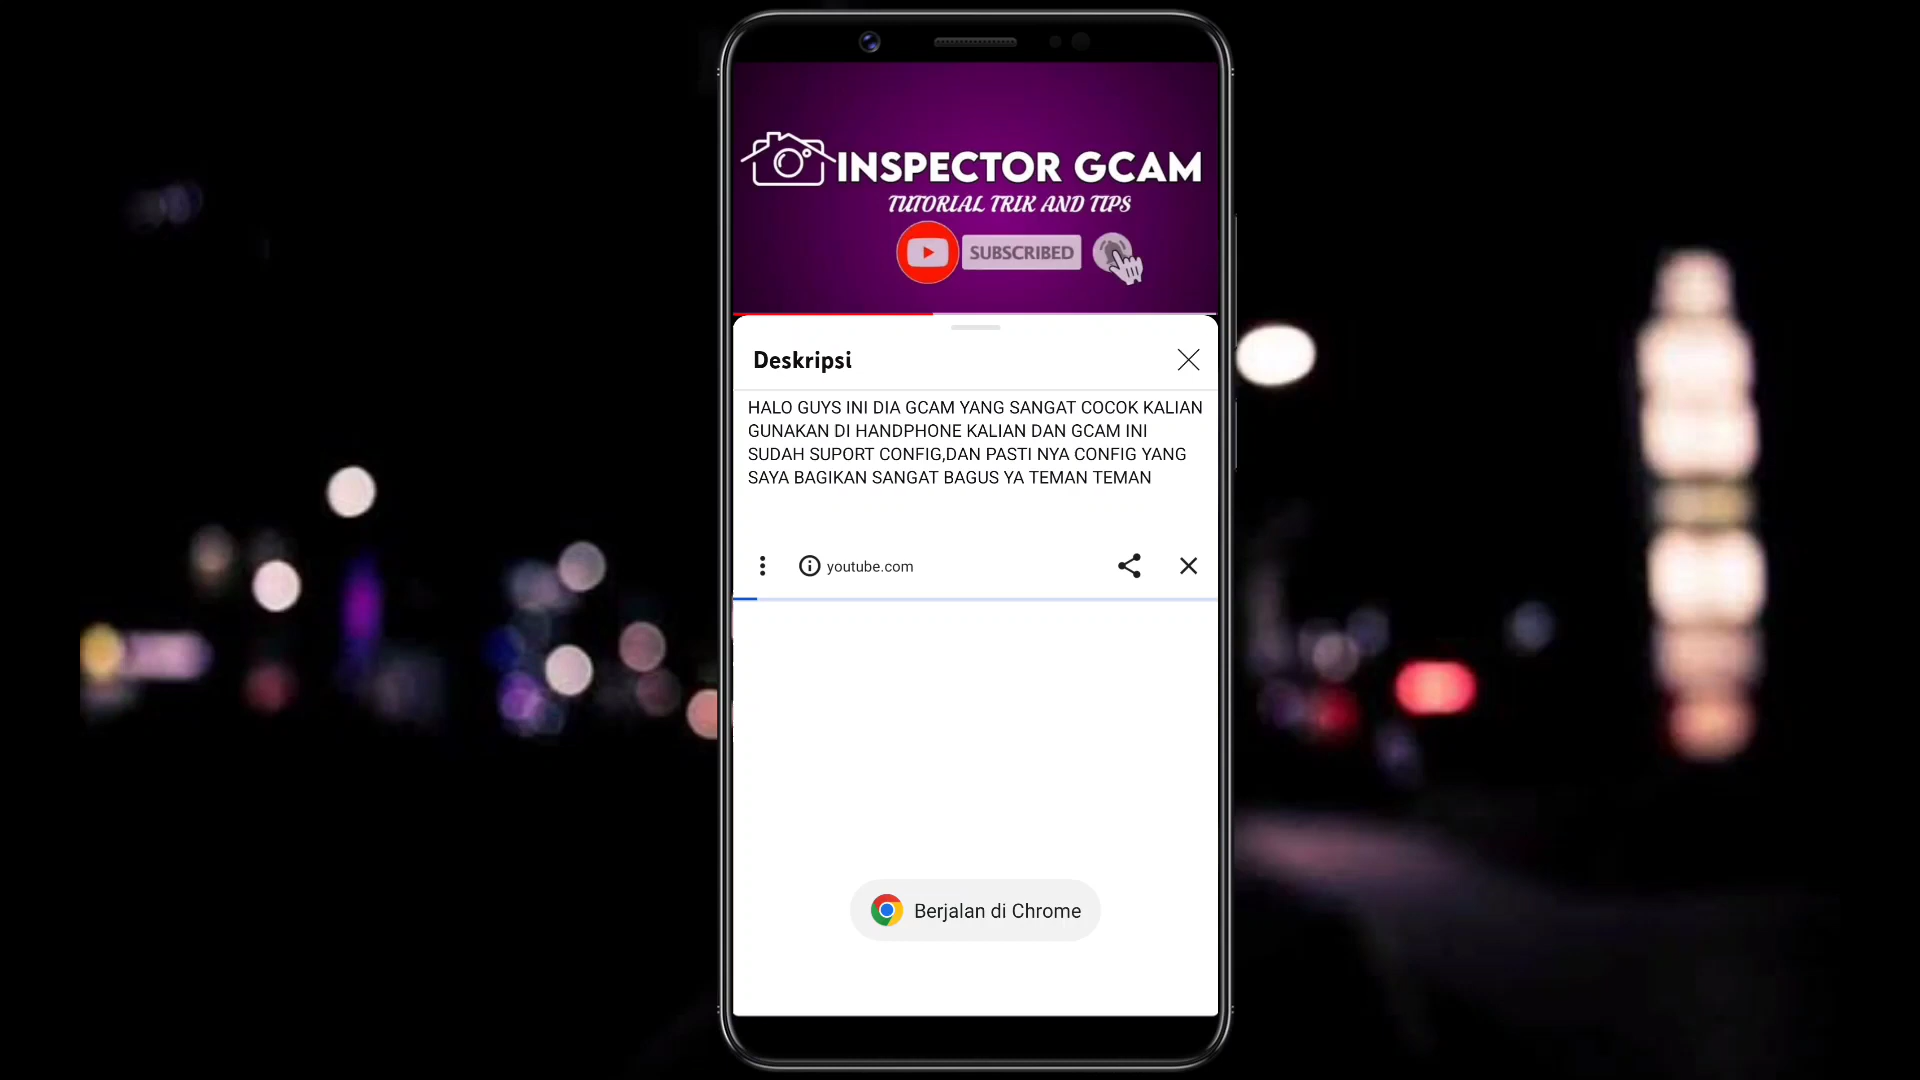 INSPECTOR GCAM
TUTORIAL TRIK AND TIPS
SUBSCRIBED
Deskripsi
HALO GUYS INI DIA GCAM YANG SANGAT COCOK KALIAN
GUNAKAN DI HANDPHONE KALIAN DAN GCAM INI
SUDAH SUPORT CONFIG,DAN PASTI NYA CONFIG YANG
SAYA BAGIKAN SANGAT BAGUS YA TEMAN TEMAN
youtube.com
Berjalan di Chrome